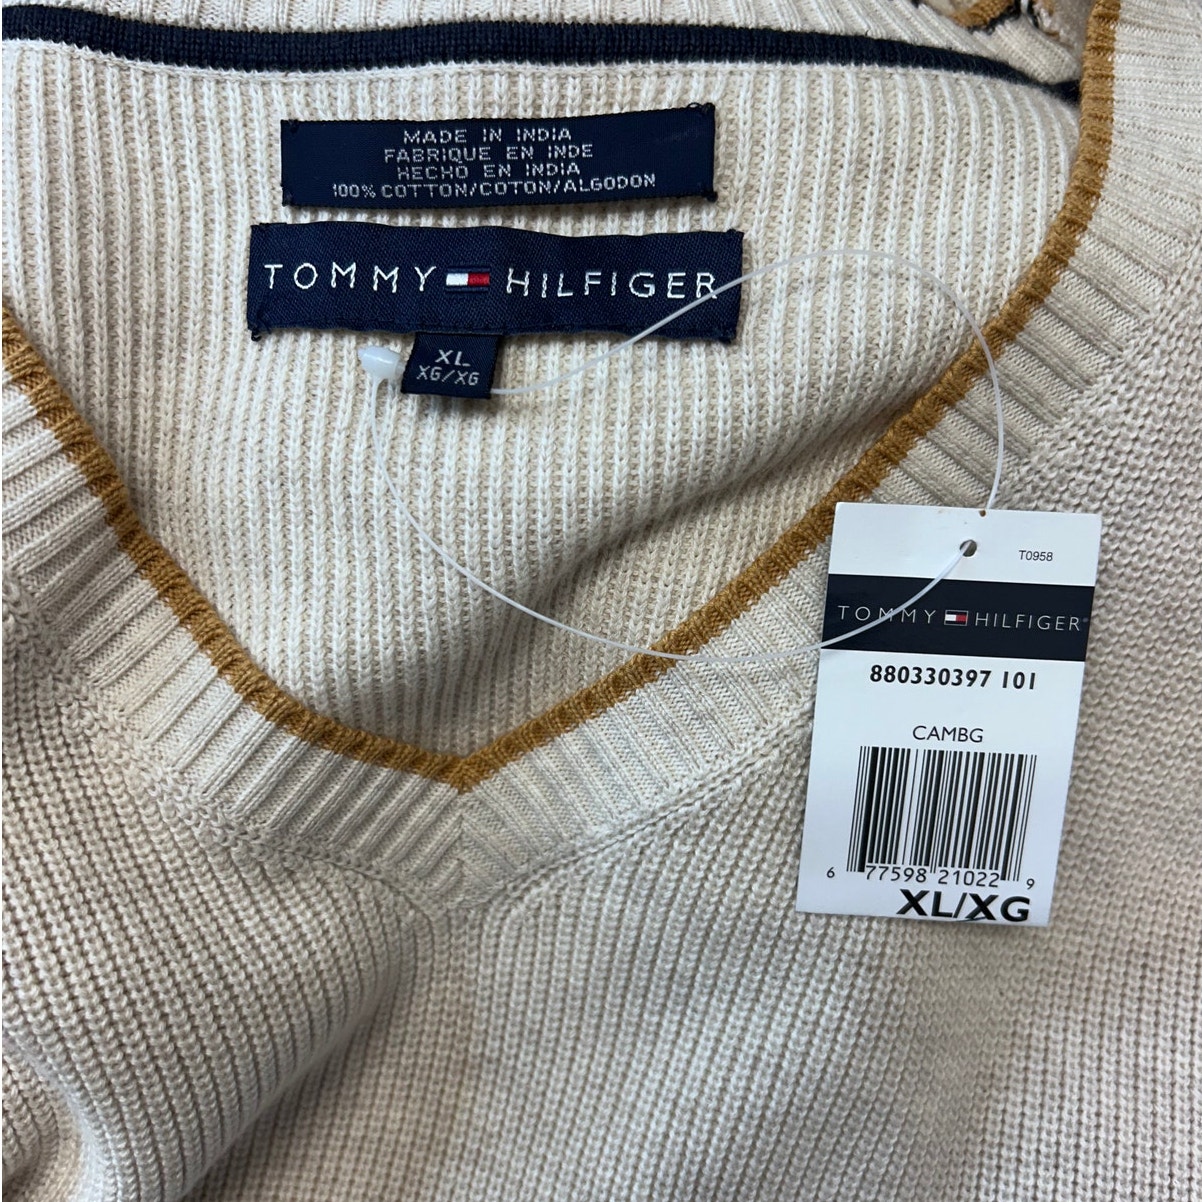 MADE IN INDIA
FABRIQUE EN INDE
HECHO EN INDIA
100% COTTON/COTON/ALGODON
TOMMY HILFIGER
XL
XG/XG
T0958
TOMMY HILFIGER®
880330397 101
CAMBG
6 77598 21022 9
XL/XG